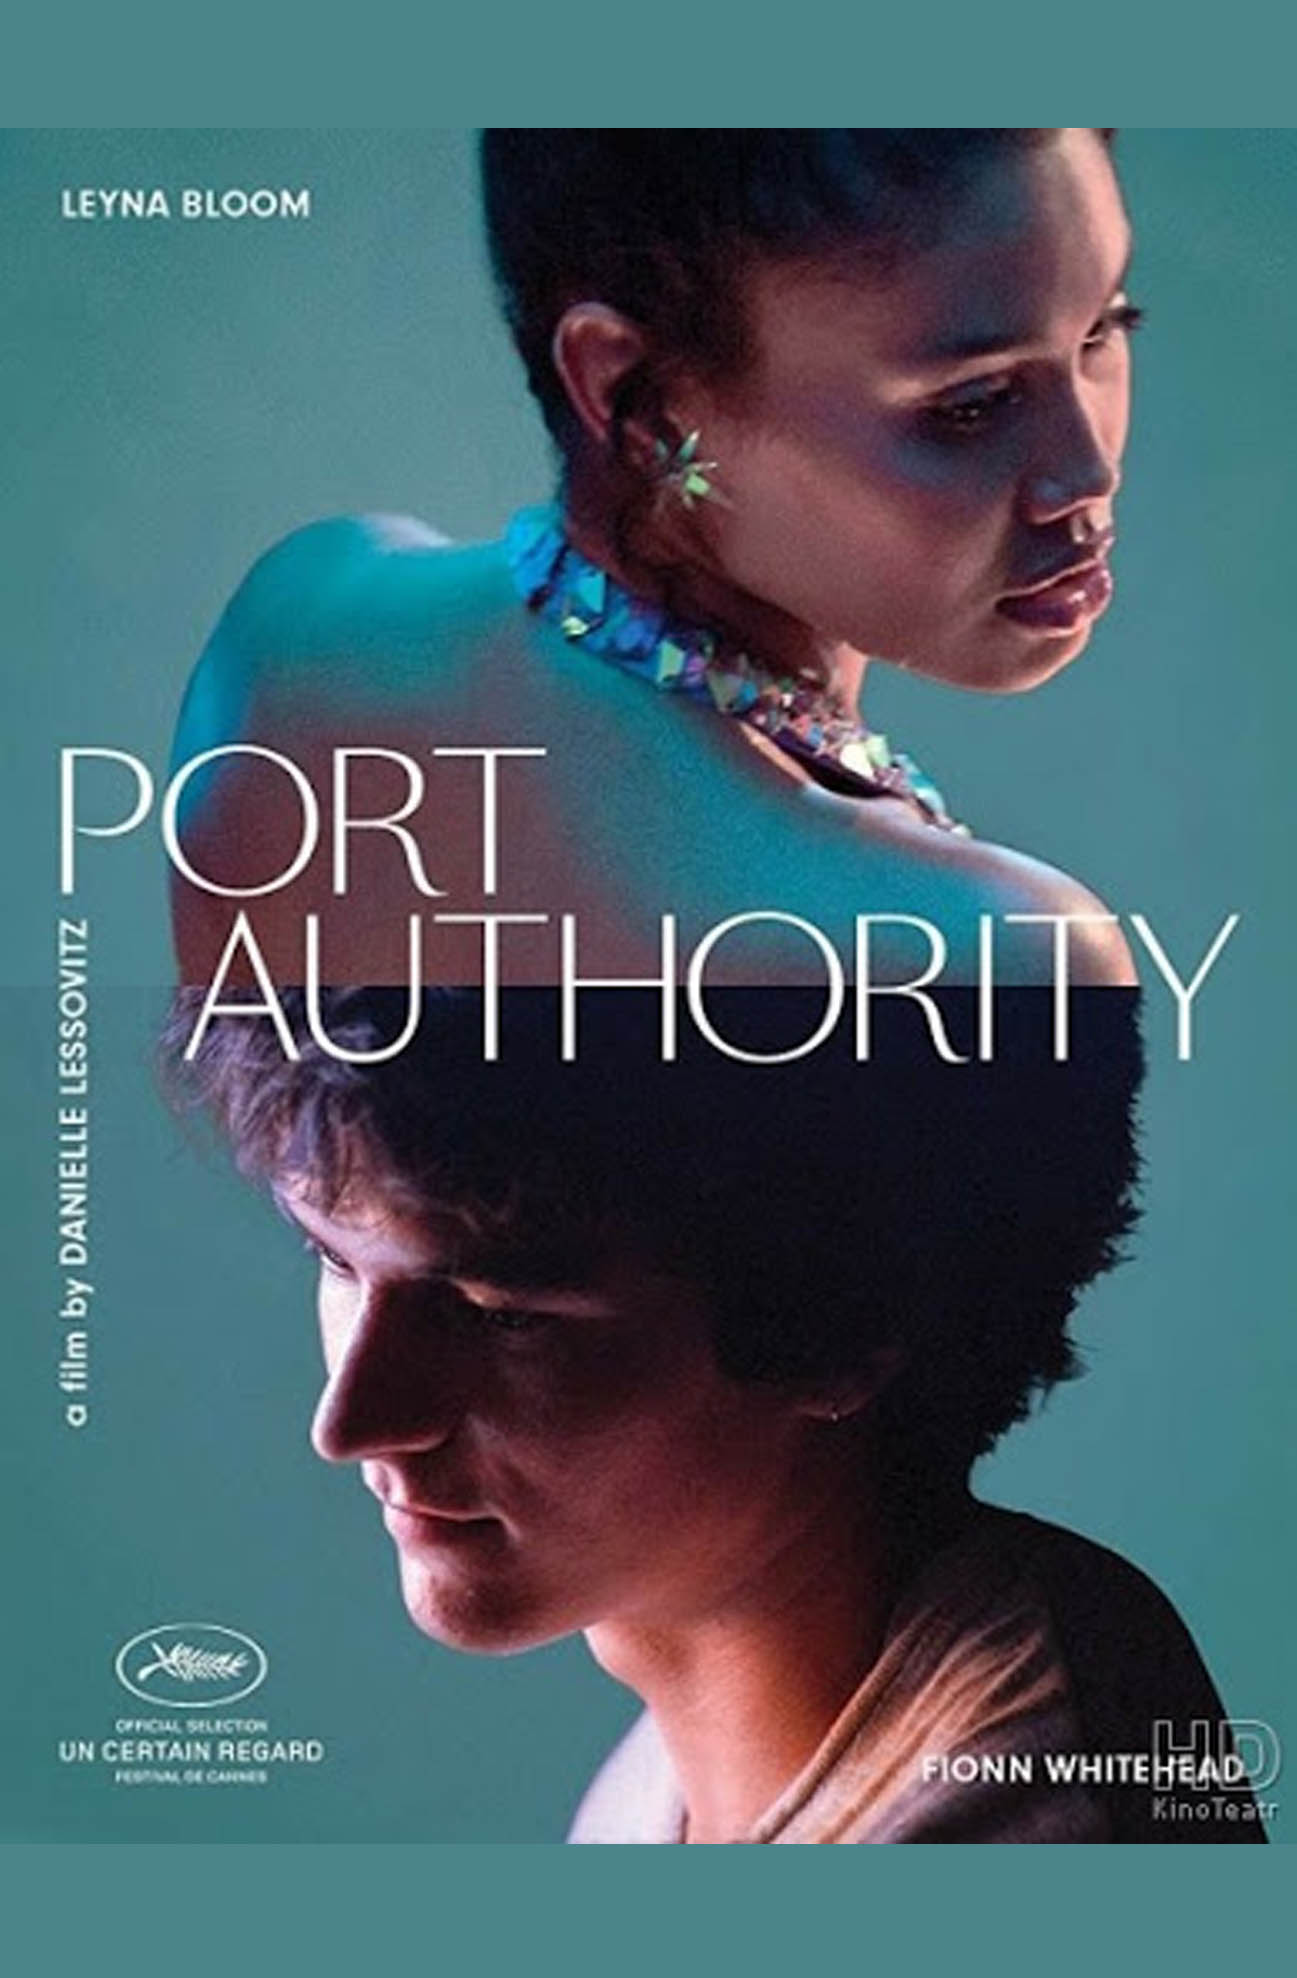 LEYNA BLOOM
PORT
AUTHORITY
a film by DANIELLE LESSOVITZ
OFFICIAL SELECTION
UN CERTAIN REGARD
FESTIVAL DE CANNES
FIONN WHITEHEAD
HD
KinoTeatr